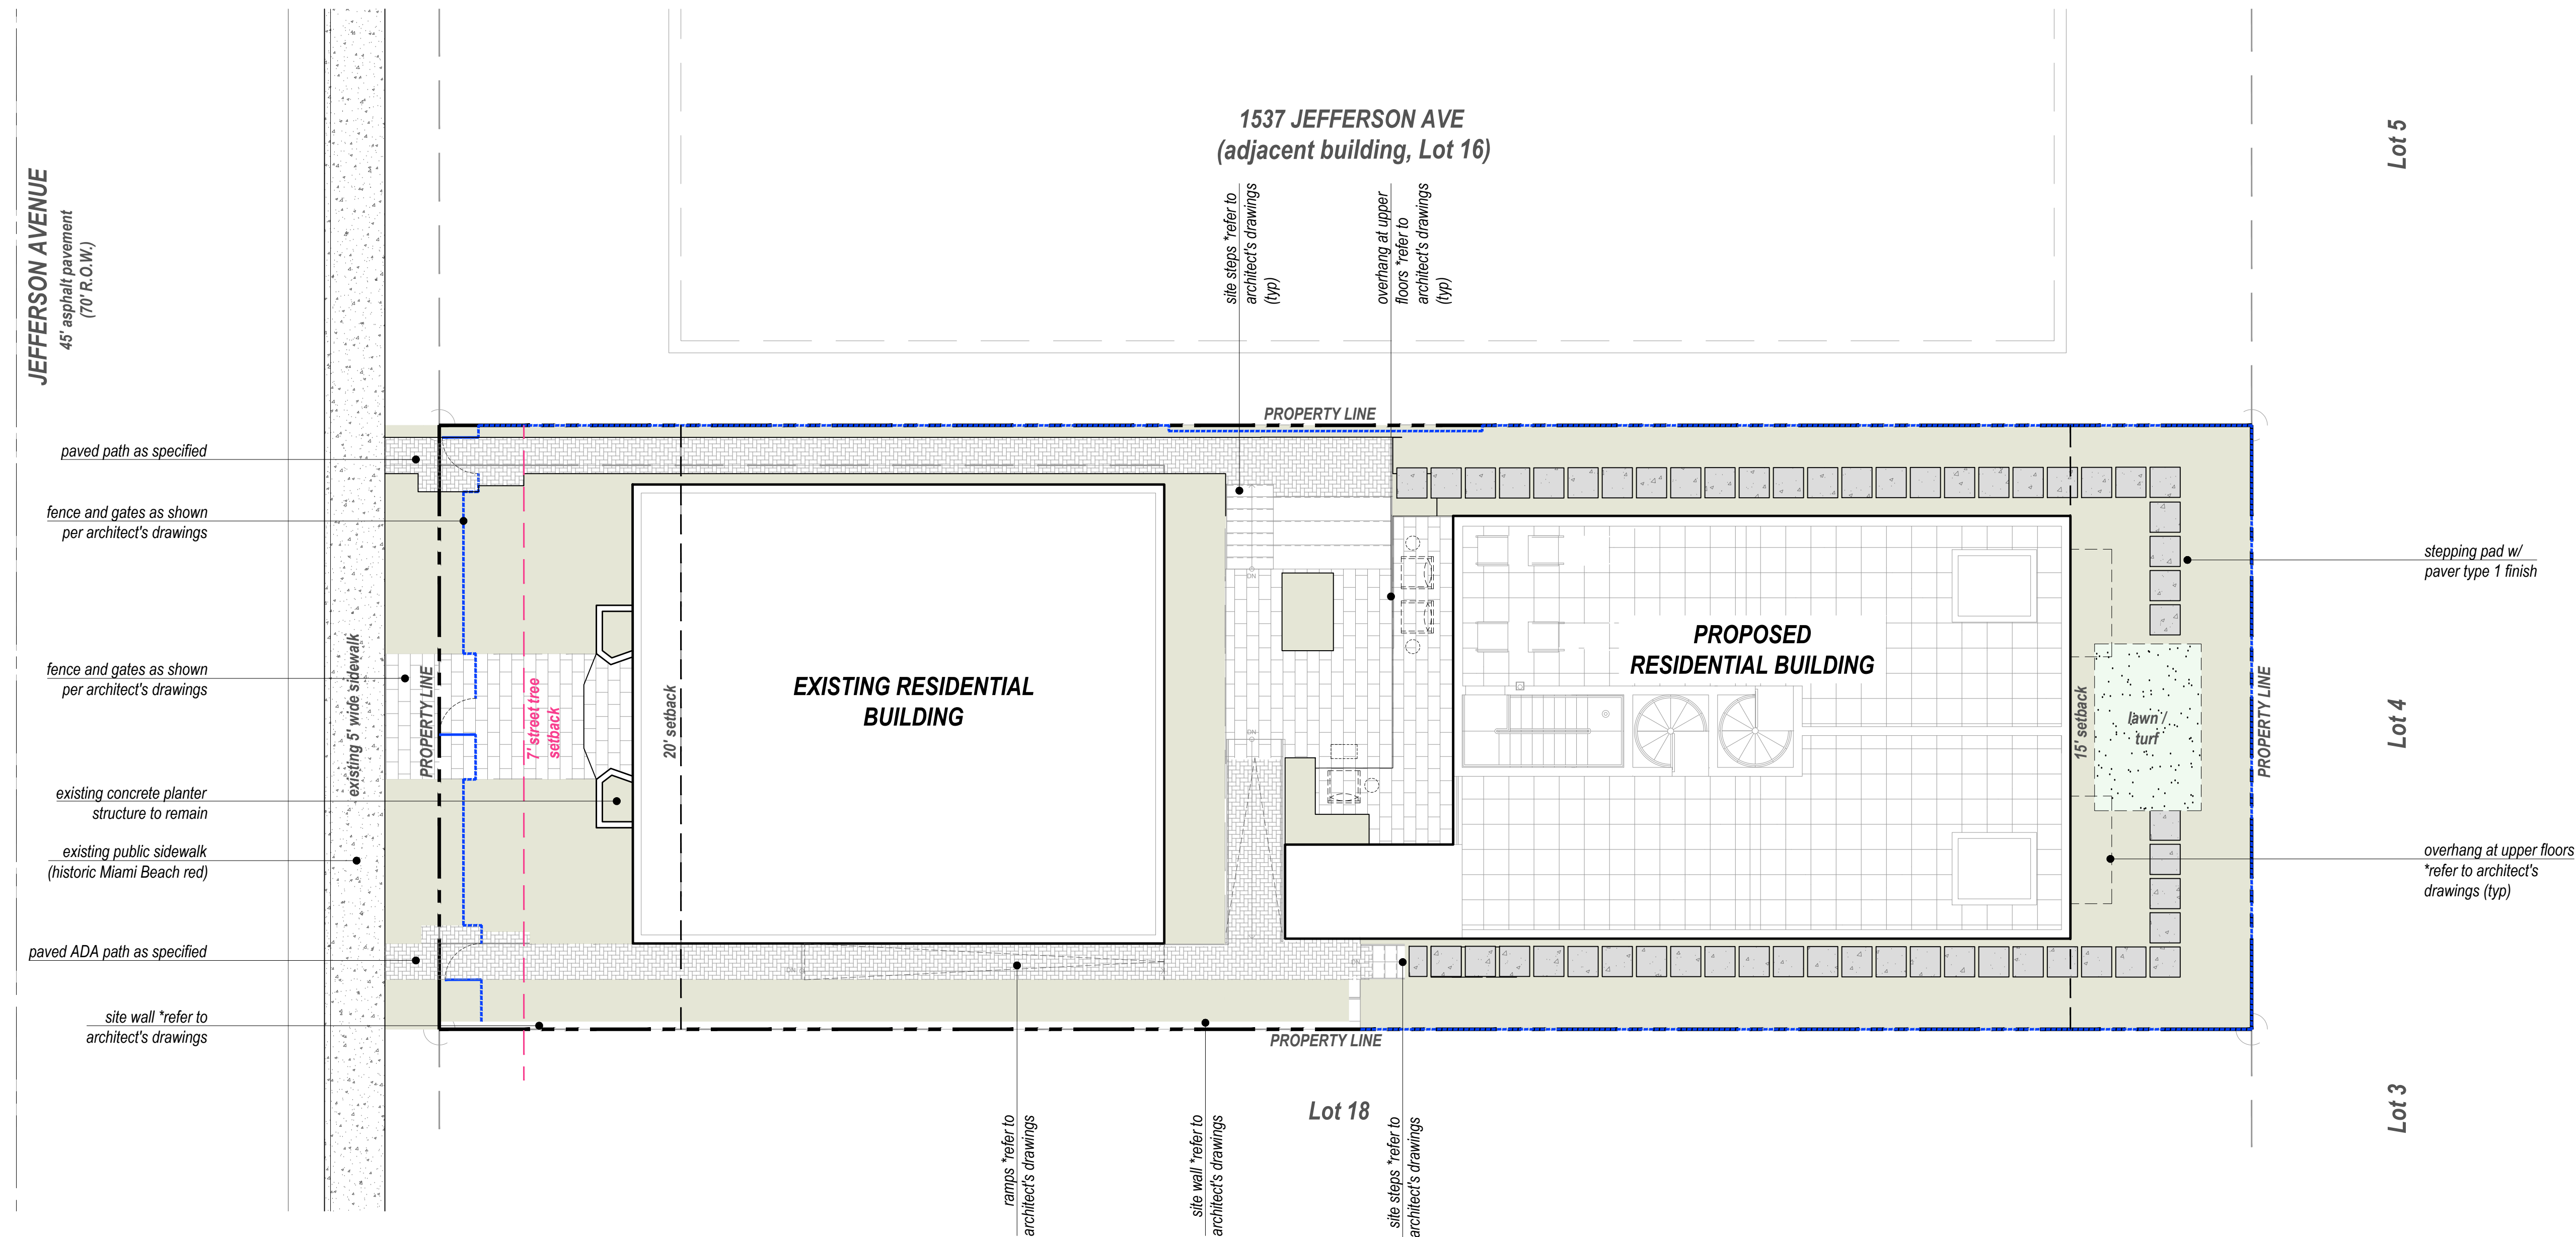 JEFFERSON AVENUE
45' asphalt pavement
(70' R.O.W.)
1537 JEFFERSON AVE
(adjacent building, Lot 16)
Lot 5
site steps *refer to
architect's drawings
(typ)
overhang at upper
floors *refer to
architect's drawings
(typ)
PROPERTY LINE
paved path as specified
fence and gates as shown
per architect's drawings
fence and gates as shown
per architect's drawings
existing concrete planter
structure to remain
existing public sidewalk
(historic Miami Beach red)
paved ADA path as specified
site wall *refer to
architect's drawings
existing 5' wide sidewalk
PROPERTY LINE
7' street tree
setback
20' setback
EXISTING RESIDENTIAL
BUILDING
DN
DN
DN
DN
PROPOSED
RESIDENTIAL BUILDING
15' setback
lawn /
turf
PROPERTY LINE
stepping pad w/
paver type 1 finish
Lot 4
overhang at upper floors
*refer to architect's
drawings (typ)
PROPERTY LINE
Lot 18
Lot 3
ramps *refer to
architect's drawings
site wall *refer to
architect's drawings
site steps *refer to
architect's drawings